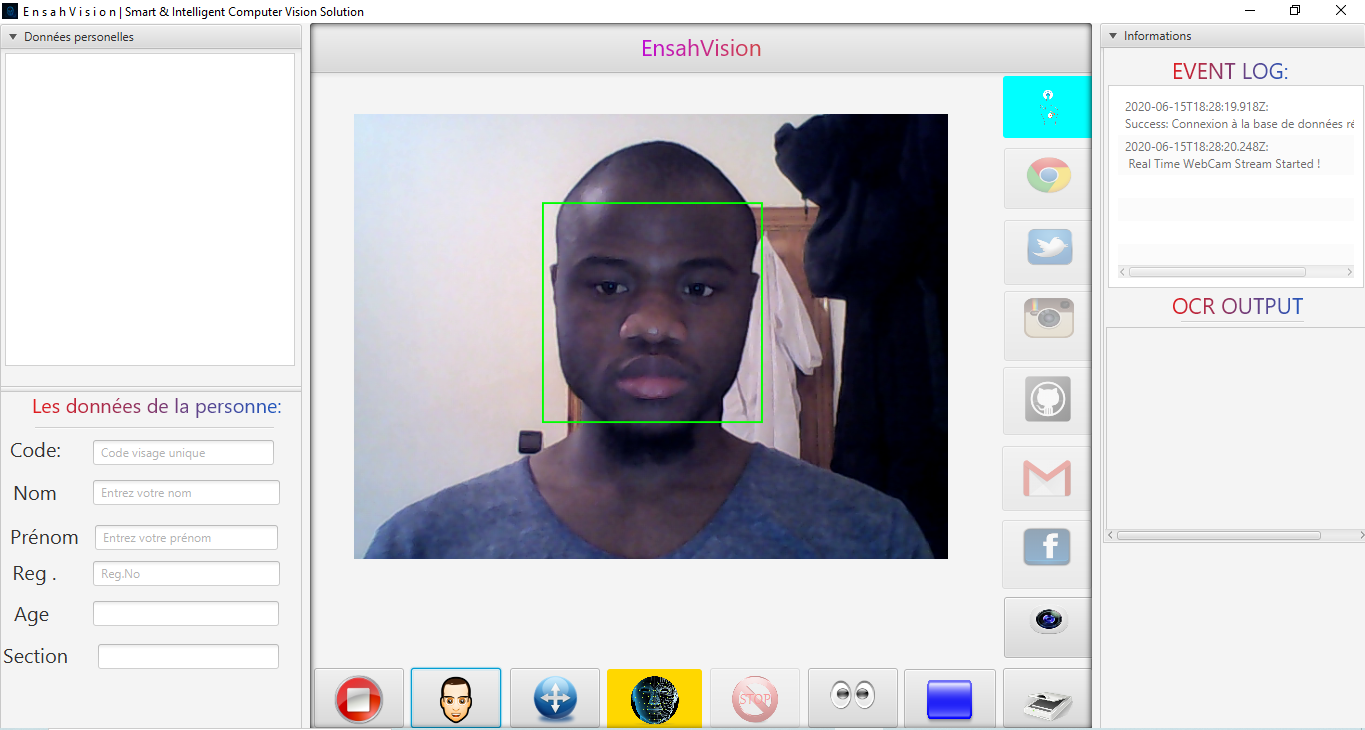 E n s a h V i s i o n | Smart & Intelligent Computer Vision Solution
Données personelles
EnsahVision
Informations
EVENT LOG:
2020-06-15T18:28:19.918Z:
Success: Connexion à la base de données
2020-06-15T18:28:20.248Z:
Real Time WebCam Stream Started !
OCR OUTPUT
Les données de la personne:
Code: Code visage unique
Nom Entrez votre nom
Prénom Entrez votre prénom
Reg . Reg.No
Age
Section
STOP